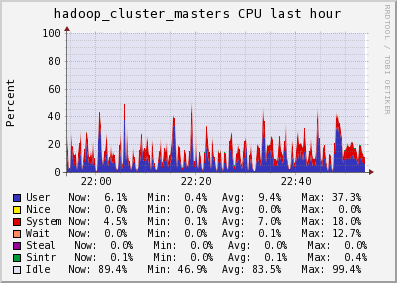 hadoop_cluster_masters CPU last hour
RRDTOOL / TOBI OETIKER
Percent
100
80
60
40
20
0
22:00 22:20 22:40
User Now: 6.1% Min: 0.4% Avg: 9.4% Max: 37.3%
Nice Now: 0.0% Min: 0.0% Avg: 0.0% Max: 0.0%
System Now: 4.5% Min: 0.1% Avg: 7.0% Max: 18.0%
Wait Now: 0.0% Min: 0.0% Avg: 0.1% Max: 12.7%
Steal Now: 0.0% Min: 0.0% Avg: 0.0% Max: 0.0%
Sintr Now: 0.1% Min: 0.0% Avg: 0.1% Max: 0.4%
Idle Now: 89.4% Min: 46.9% Avg: 83.5% Max: 99.4%